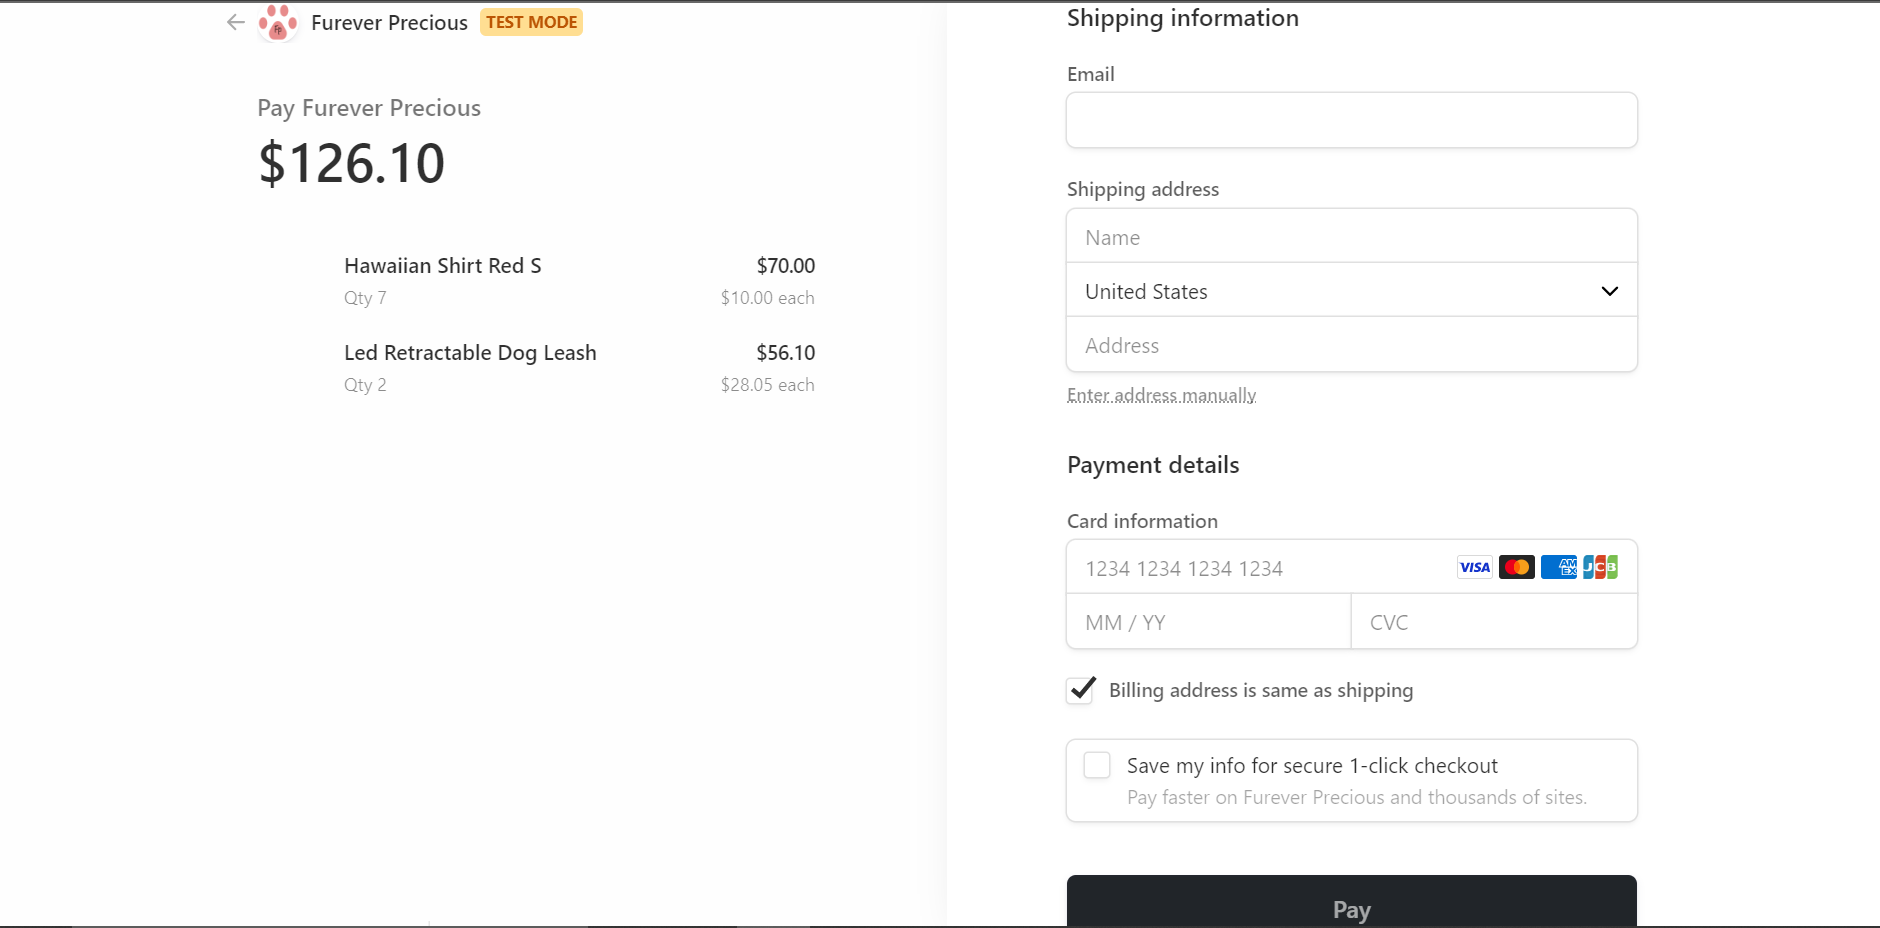 Furever Precious TEST MODE
Pay Furever Precious
$126.10
Hawaiian Shirt Red S $70.00
Qty 7 $10.00 each
Led Retractable Dog Leash $56.10
Qty 2 $28.05 each
Shipping information
Email
Shipping address
Name
United States
Address
Enter address manually
Payment details
Card information
1234 1234 1234 1234 VISA AMEX JCB
MM / YY CVC
Billing address is same as shipping
Save my info for secure 1-click checkout
Pay faster on Furever Precious and thousands of sites.
Pay